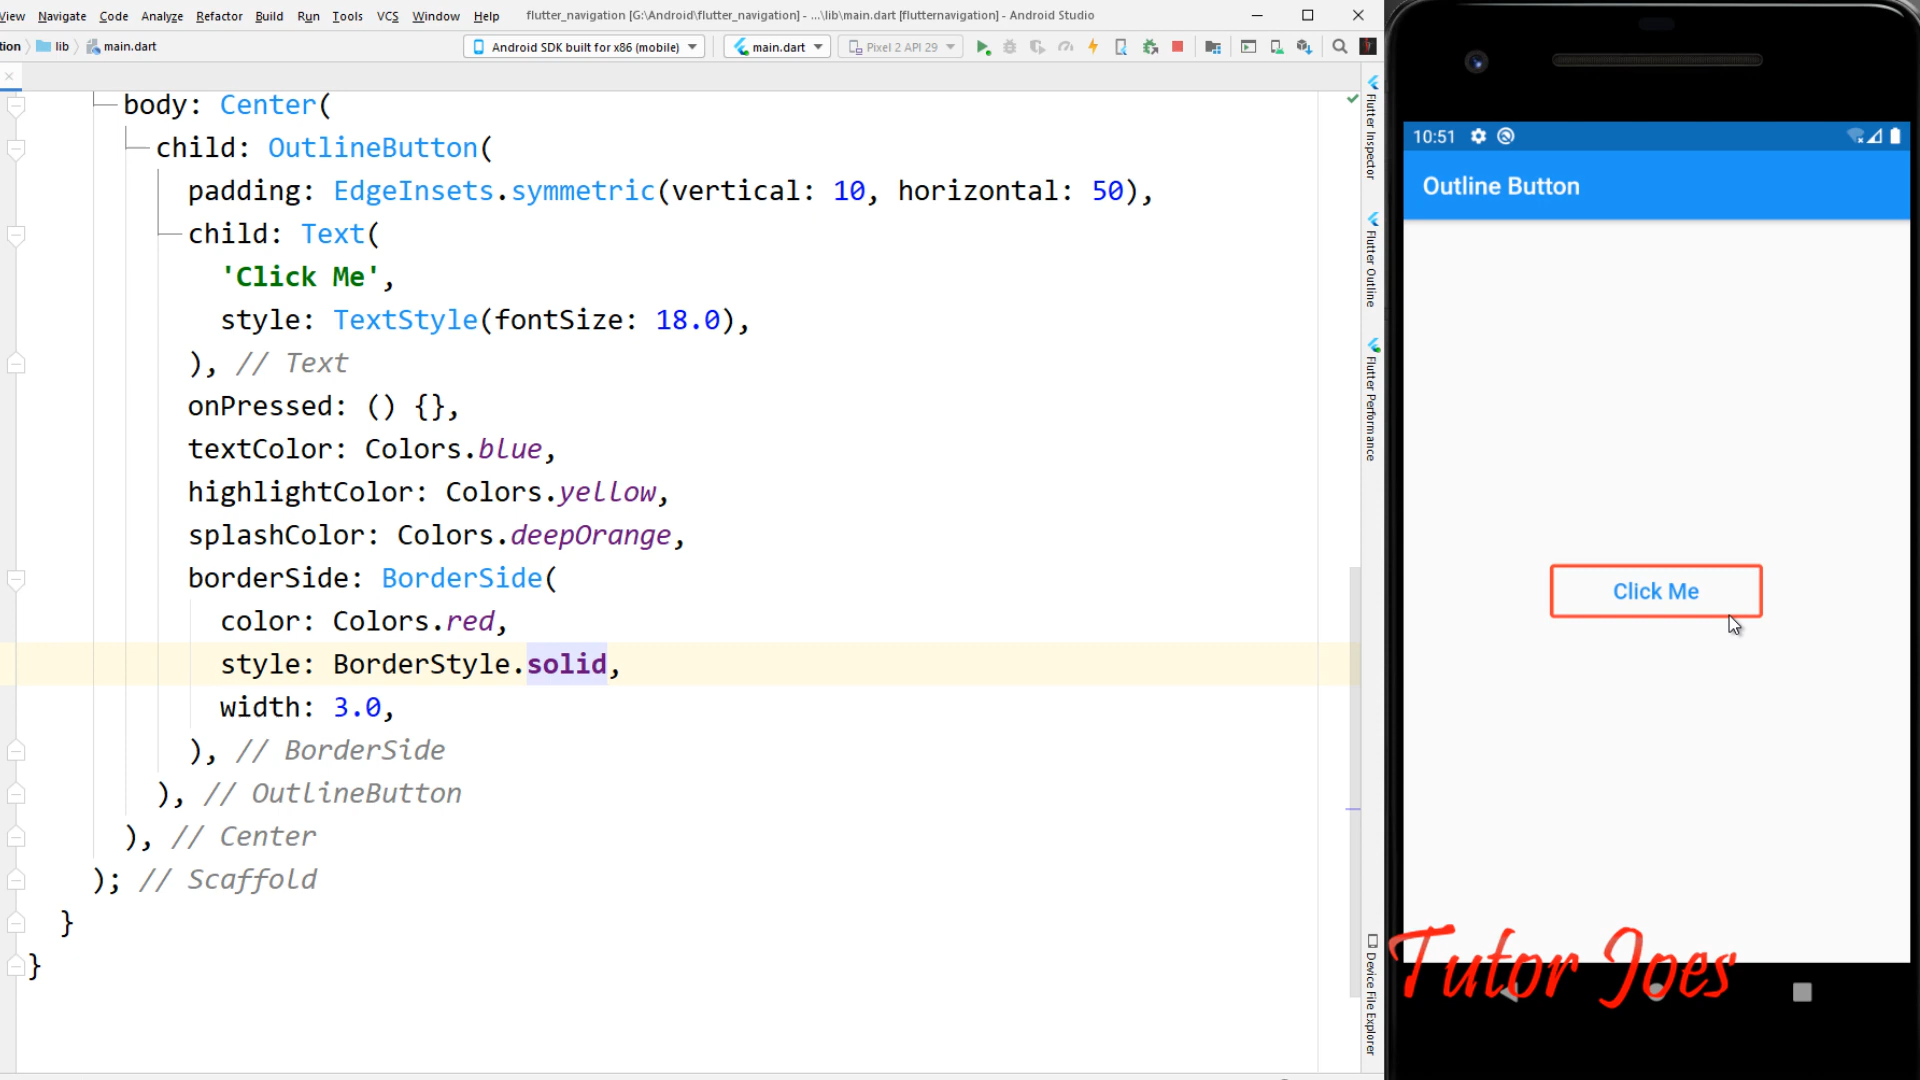 View Navigate Code Analyze Refactor Build Run Tools VCS Window Help flutter_navigation [G:\Android\flutter_navigation] - ...\lib\main.dart [flutternavigation] - Android Studio
tion lib main.dart Android SDK built for x86 (mobile) main.dart Pixel 2 API 29
body: Center(
child: OutlineButton(
padding: EdgeInsets.symmetric(vertical: 10, horizontal: 50),
child: Text(
'Click Me',
style: TextStyle(fontSize: 18.0),
), // Text
onPressed: () {},
textColor: Colors.blue,
highlightColor: Colors.yellow,
splashColor: Colors.deepOrange,
borderSide: BorderSide(
color: Colors.red,
style: BorderStyle.solid,
width: 3.0,
), // BorderSide
), // OutlineButton
), // Center
); // Scaffold
}
}
Flutter Inspector
Flutter Outline
Flutter Performance
Device File Explorer
10:51
Outline Button
Click Me
Tutor Joes